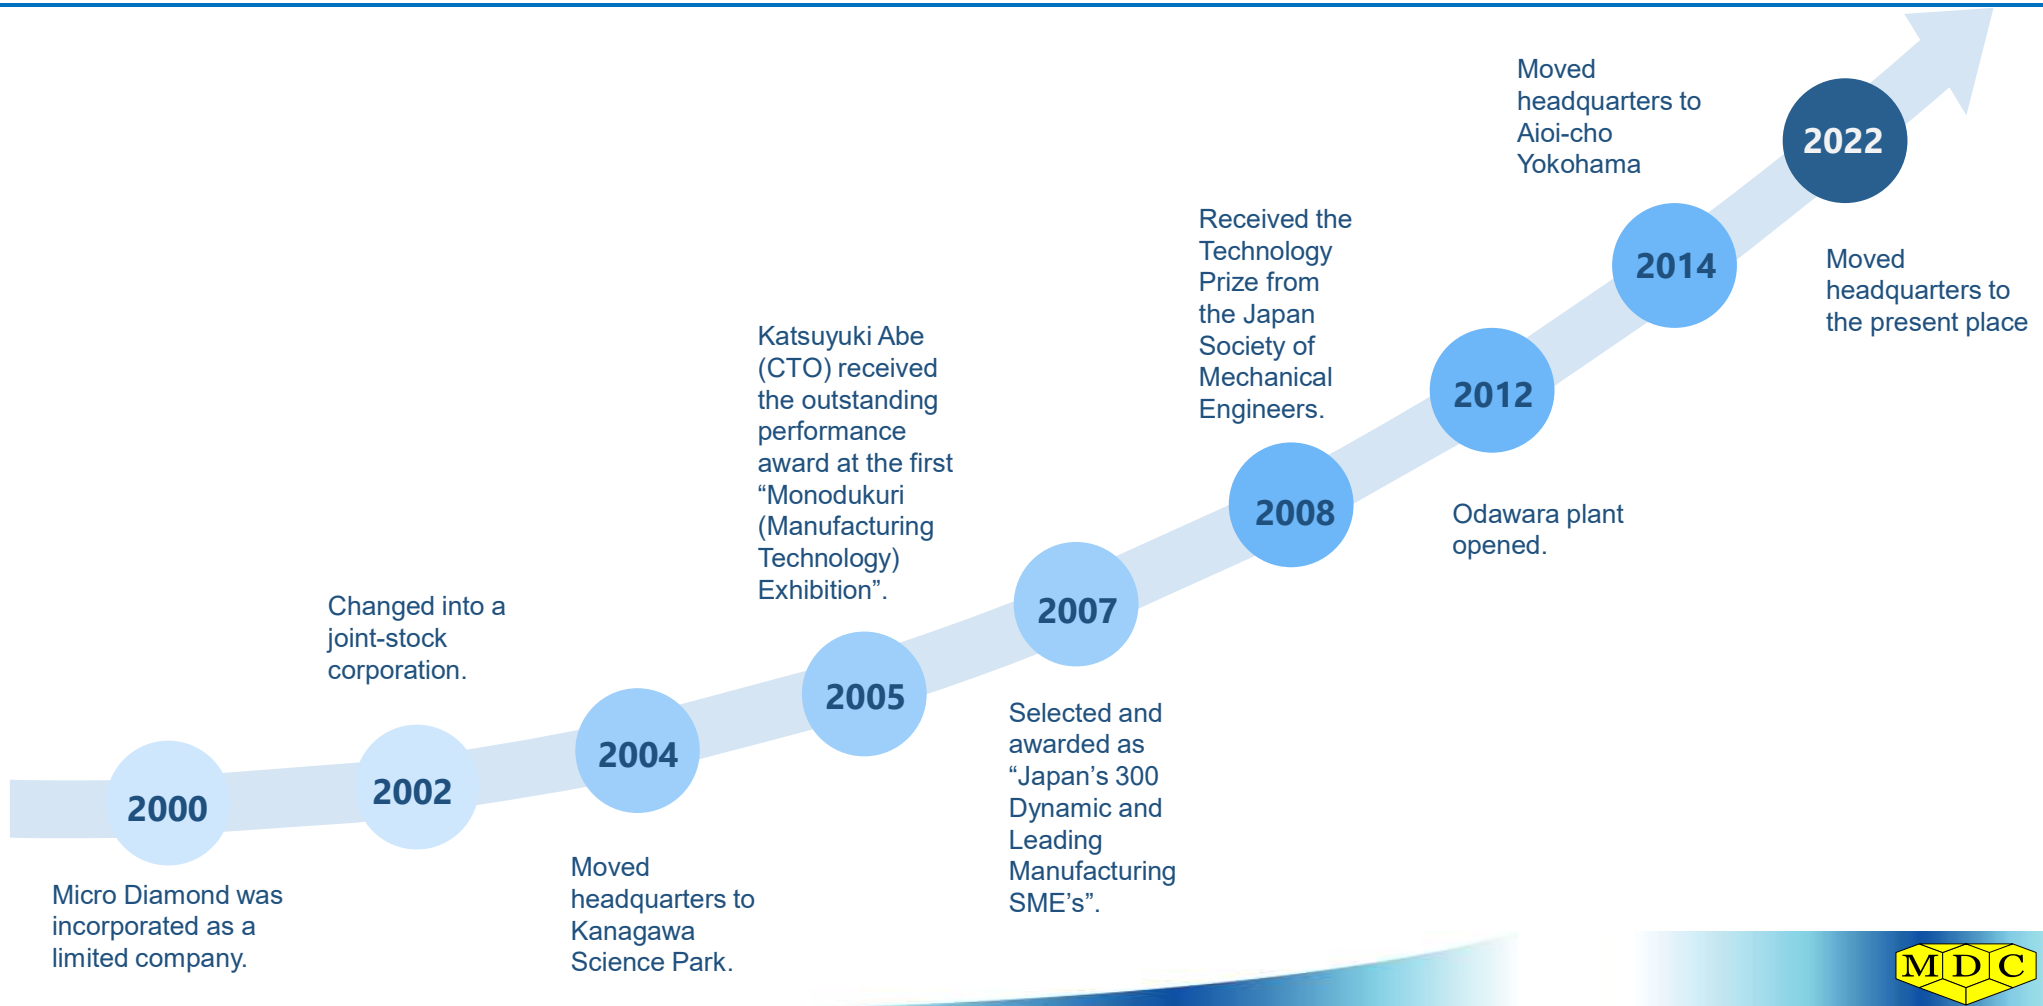 2000
Micro Diamond was
incorporated as a
limited company.
Changed into a
joint-stock
corporation.
2002
2004
Moved
headquarters to
Kanagawa
Science Park.
Katsuyuki Abe
(CTO) received
the outstanding
performance
award at the first
“Monodukuri
(Manufacturing
Technology)
Exhibition”.
2005
2007
Selected and
awarded as
“Japan’s 300
Dynamic and
Leading
Manufacturing
SME’s”.
Received the
Technology
Prize from
the Japan
Society of
Mechanical
Engineers.
2008
2012
Odawara plant
opened.
Moved
headquarters to
Aioi-cho
Yokohama
2014
2022
Moved
headquarters to
the present place
MDC